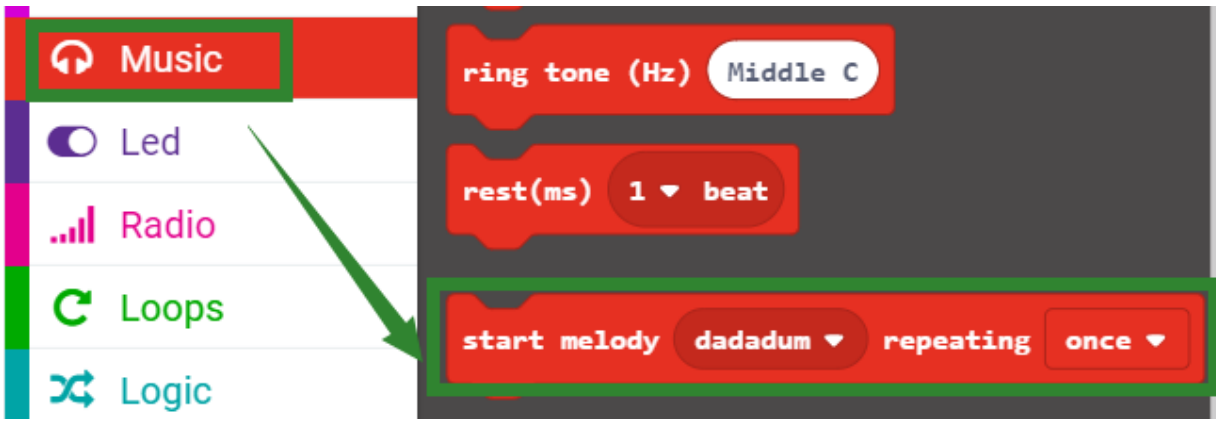 Music
Led
Radio
Loops
Logic
ring tone (Hz) Middle C
rest(ms) 1 beat
start melody dadadum repeating once